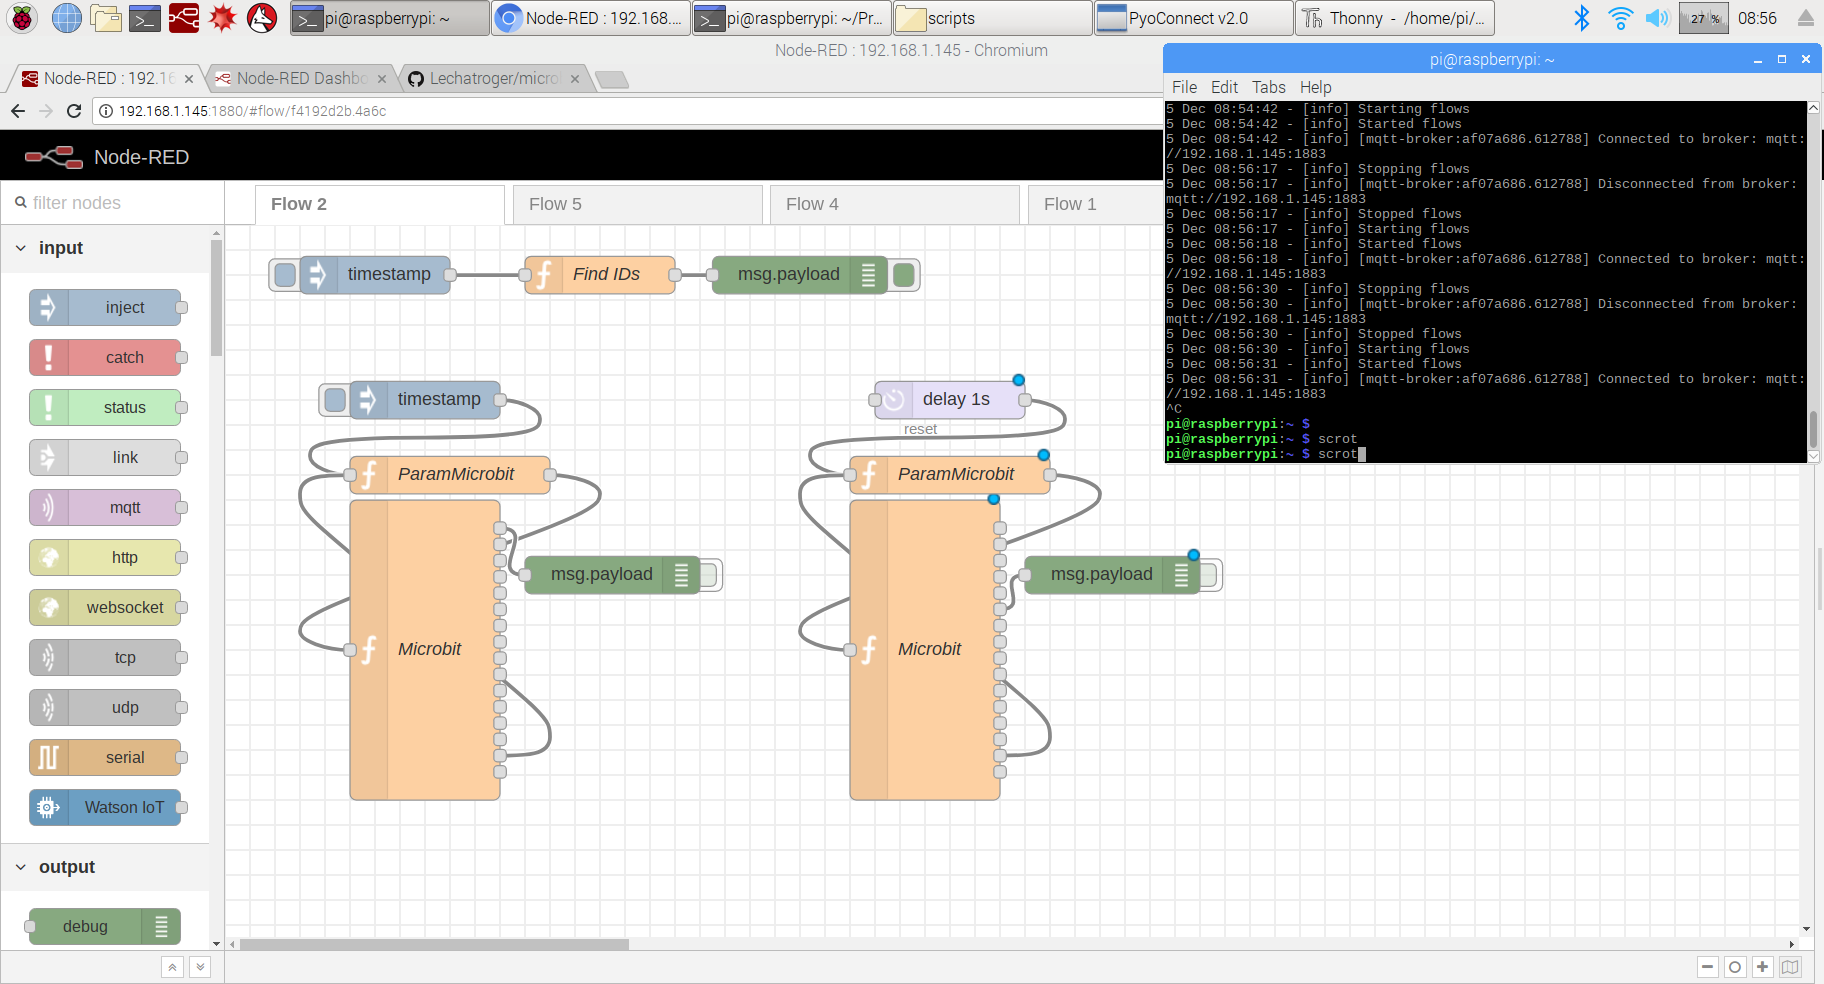 pi@raspberrypi: ~
Node-RED : 192.168....
pi@raspberrypi: ~/Pr...
scripts
PyoConnect v2.0
Thonny - /home/pi/...
27 %
08:56
Node-RED : 192.168.1.145 - Chromium
Node-RED : 192.16
Node-RED Dashbo
Lechatroger/micro
192.168.1.145:1880/#flow/f4192d2b.4a6c
Node-RED
filter nodes
Flow 2
Flow 5
Flow 4
Flow 1
input
inject
catch
status
link
mqtt
http
websocket
tcp
udp
serial
Watson IoT
output
debug
timestamp
Find IDs
msg.payload
timestamp
ParamMicrobit
msg.payload
Microbit
delay 1s
reset
ParamMicrobit
msg.payload
Microbit
pi@raspberrypi: ~
File Edit Tabs Help
5 Dec 08:54:42 - [info] Starting flows
5 Dec 08:54:42 - [info] Started flows
5 Dec 08:54:42 - [info] [mqtt-broker:af07a686.612788] Connected to broker: mqtt:
//192.168.1.145:1883
5 Dec 08:56:17 - [info] Stopping flows
5 Dec 08:56:17 - [info] [mqtt-broker:af07a686.612788] Disconnected from broker:
mqtt://192.168.1.145:1883
5 Dec 08:56:17 - [info] Stopped flows
5 Dec 08:56:17 - [info] Starting flows
5 Dec 08:56:18 - [info] Started flows
5 Dec 08:56:18 - [info] [mqtt-broker:af07a686.612788] Connected to broker: mqtt:
//192.168.1.145:1883
5 Dec 08:56:30 - [info] Stopping flows
5 Dec 08:56:30 - [info] [mqtt-broker:af07a686.612788] Disconnected from broker:
mqtt://192.168.1.145:1883
5 Dec 08:56:30 - [info] Stopped flows
5 Dec 08:56:30 - [info] Starting flows
5 Dec 08:56:31 - [info] Started flows
5 Dec 08:56:31 - [info] [mqtt-broker:af07a686.612788] Connected to broker: mqtt:
//192.168.1.145:1883
^C
pi@raspberrypi:~ $
pi@raspberrypi:~ $ scrot
pi@raspberrypi:~ $ scrot